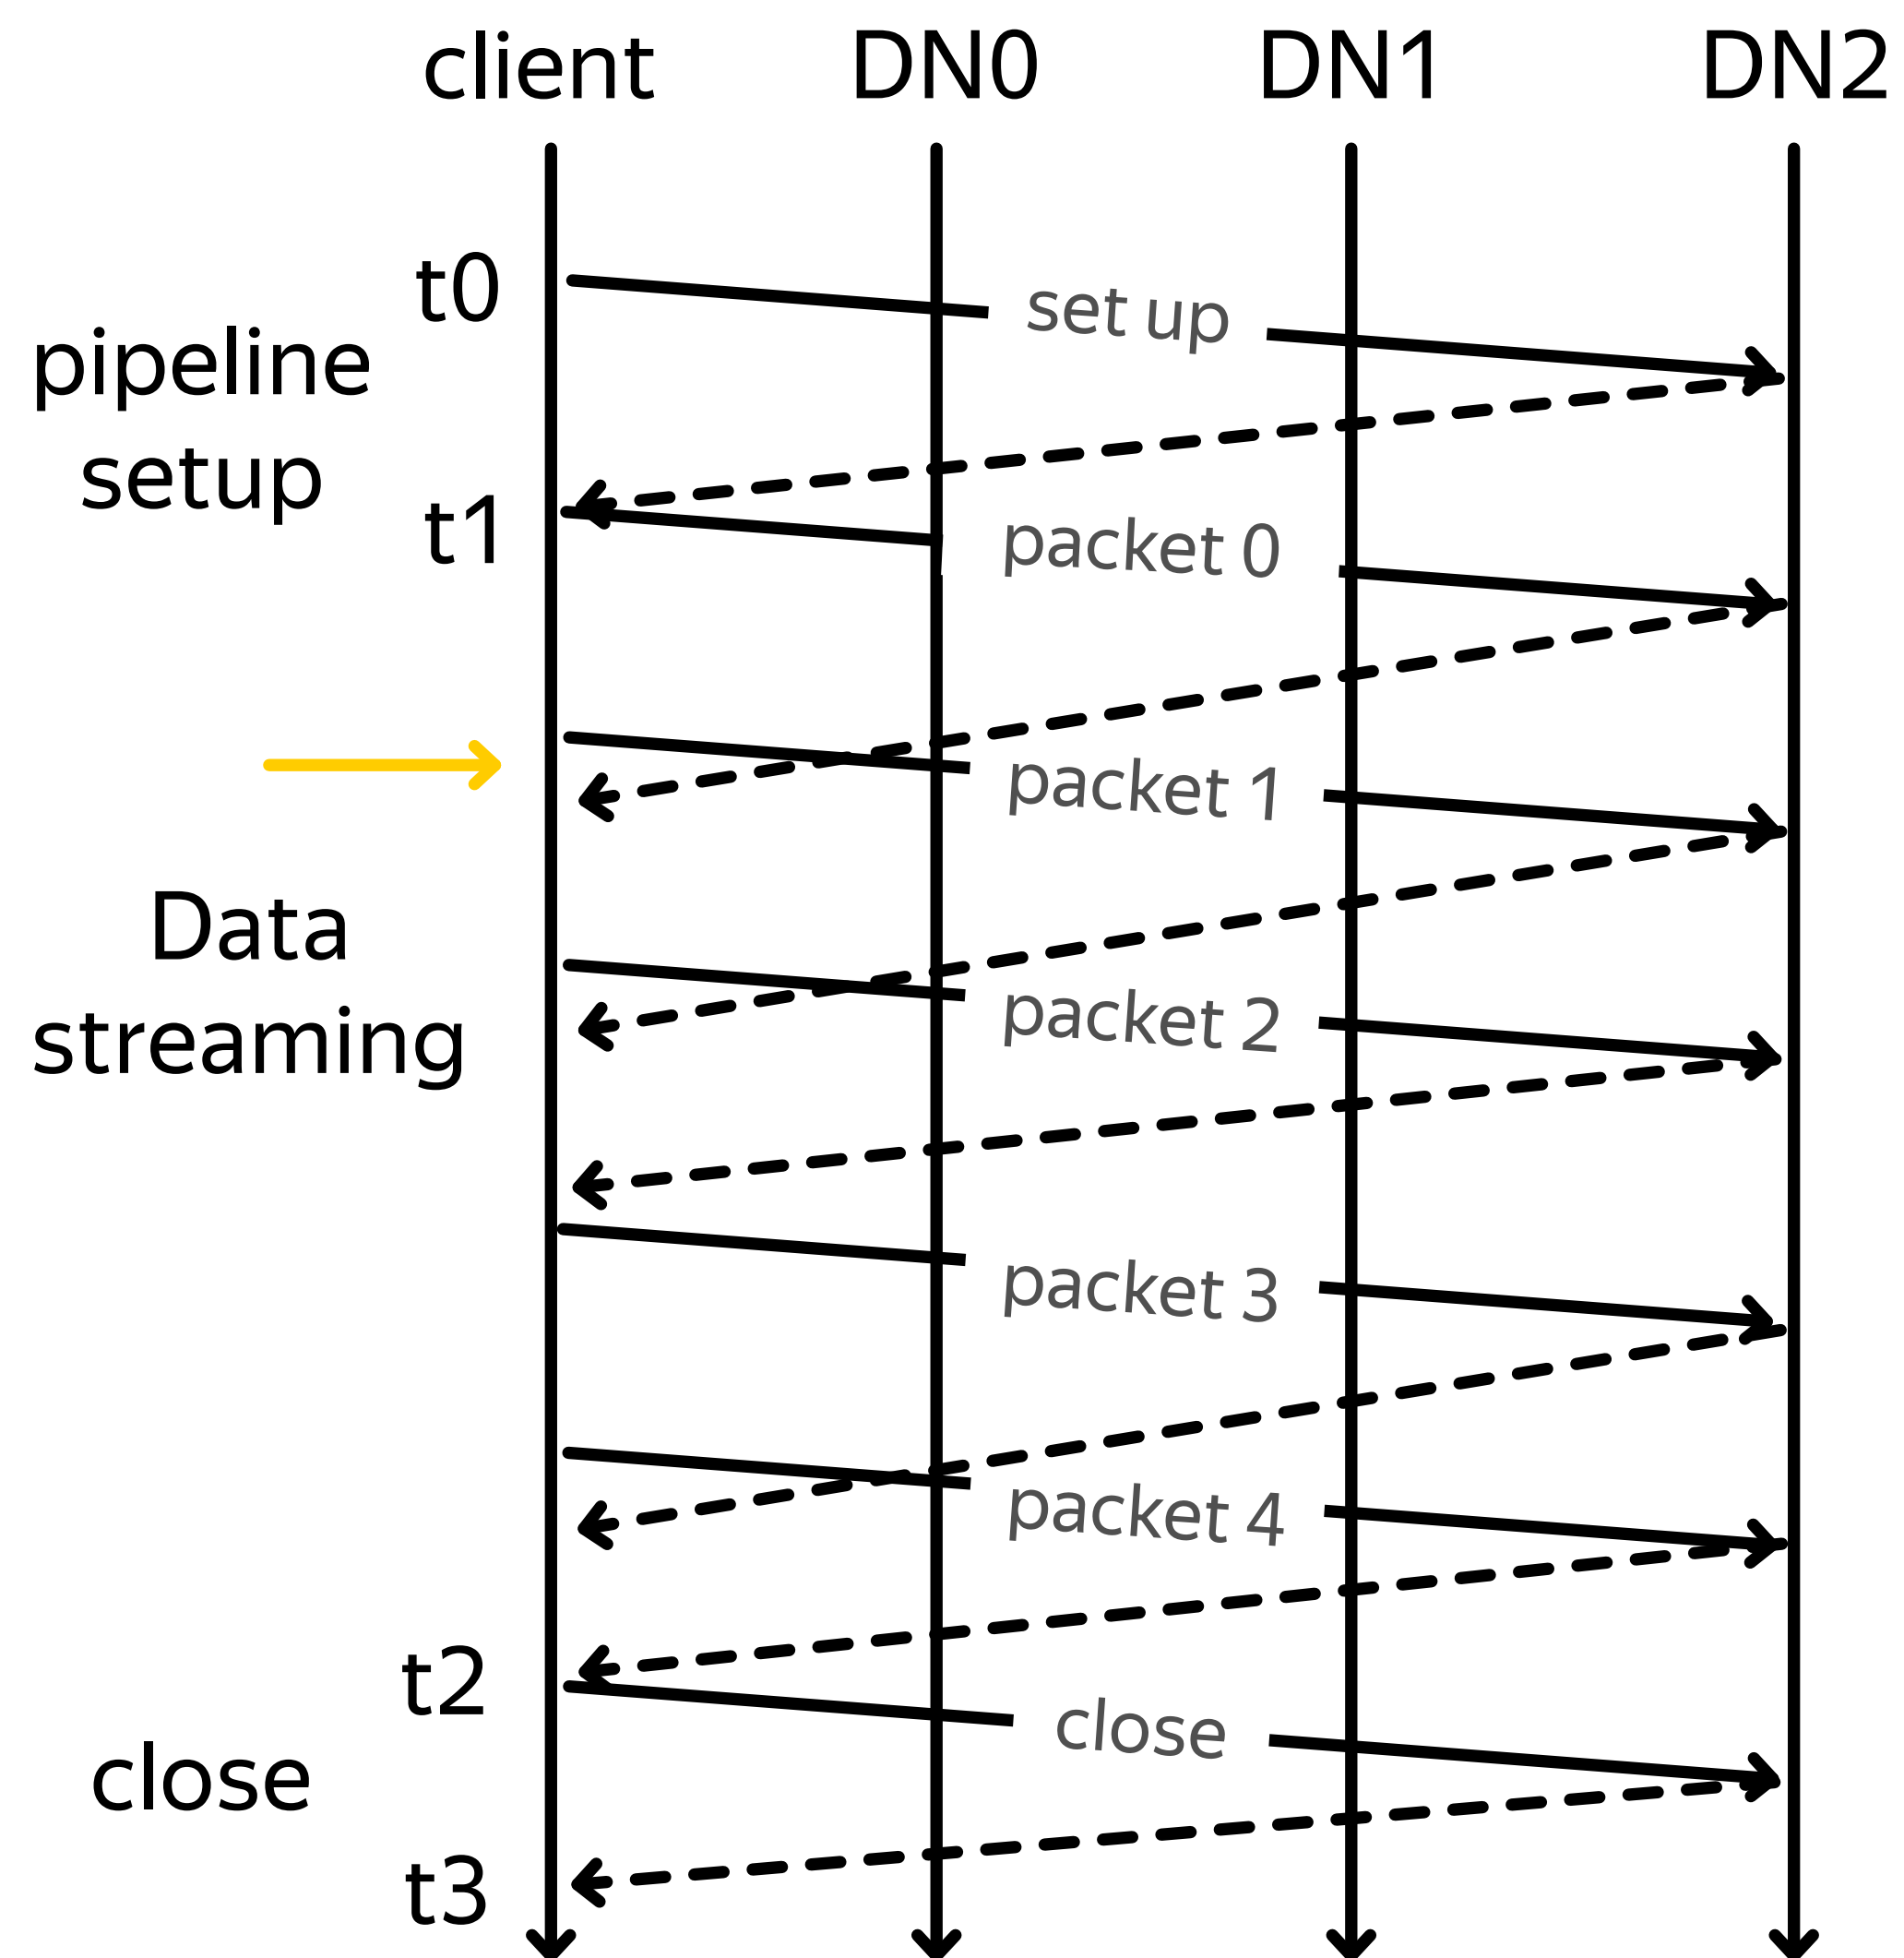 client
DN0
DN1
DN2
t0
set up
pipeline
setup
t1
packet 0
packet 1
Data
streaming
packet 2
packet 3
packet 4
t2
close
close
t3